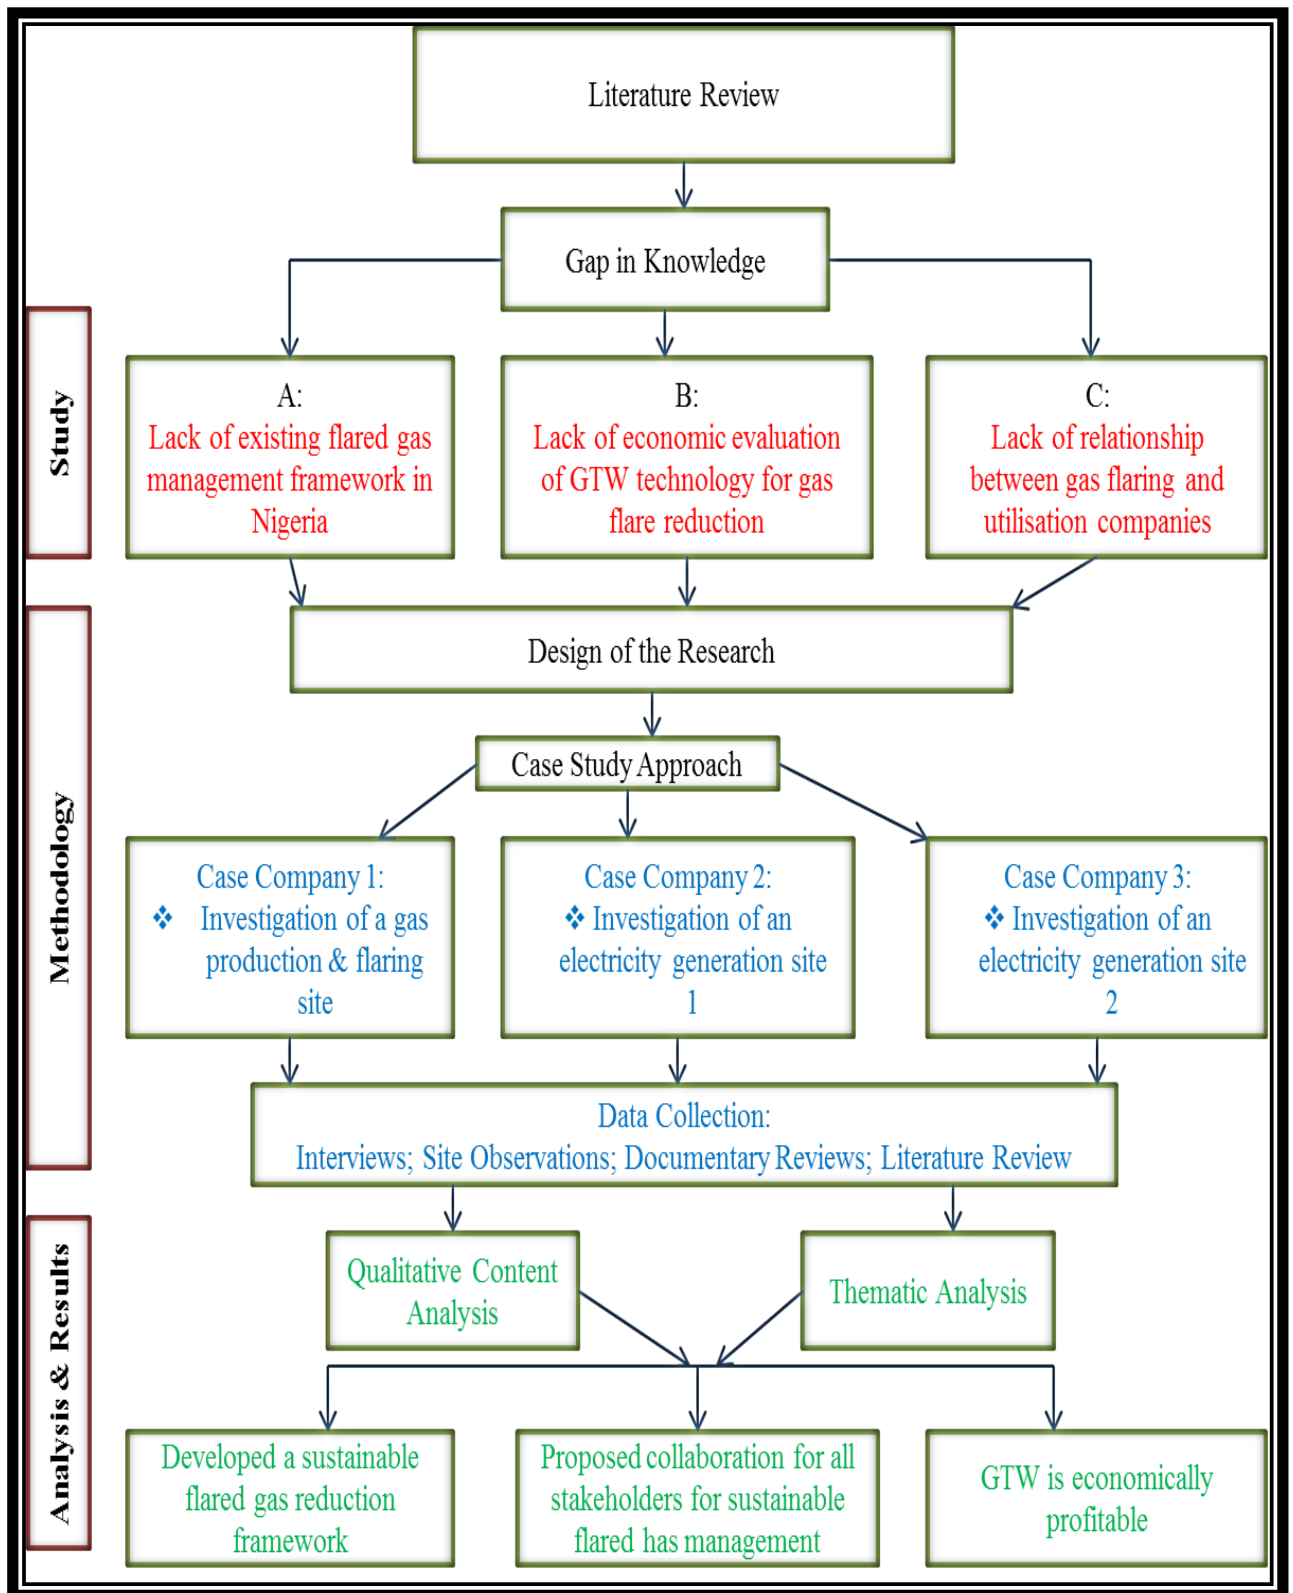 Literature Review
Gap in Knowledge
Study
A:
Lack of existing flared gas
management framework in
Nigeria
B:
Lack of economic evaluation
of GTW technology for gas
flare reduction
C:
Lack of relationship
between gas flaring and
utilisation companies
Methodology
Design of the Research
Case Study Approach
Case Company 1:
❖ Investigation of a gas
production & flaring
site
Case Company 2:
❖ Investigation of an
electricity generation site
1
Case Company 3:
❖ Investigation of an
electricity generation site
2
Data Collection:
Interviews; Site Observations; Documentary Reviews; Literature Review
Analysis & Results
Qualitative Content
Analysis
Thematic Analysis
Developed a sustainable
flared gas reduction
framework
Proposed collaboration for all
stakeholders for sustainable
flared has management
GTW is economically
profitable